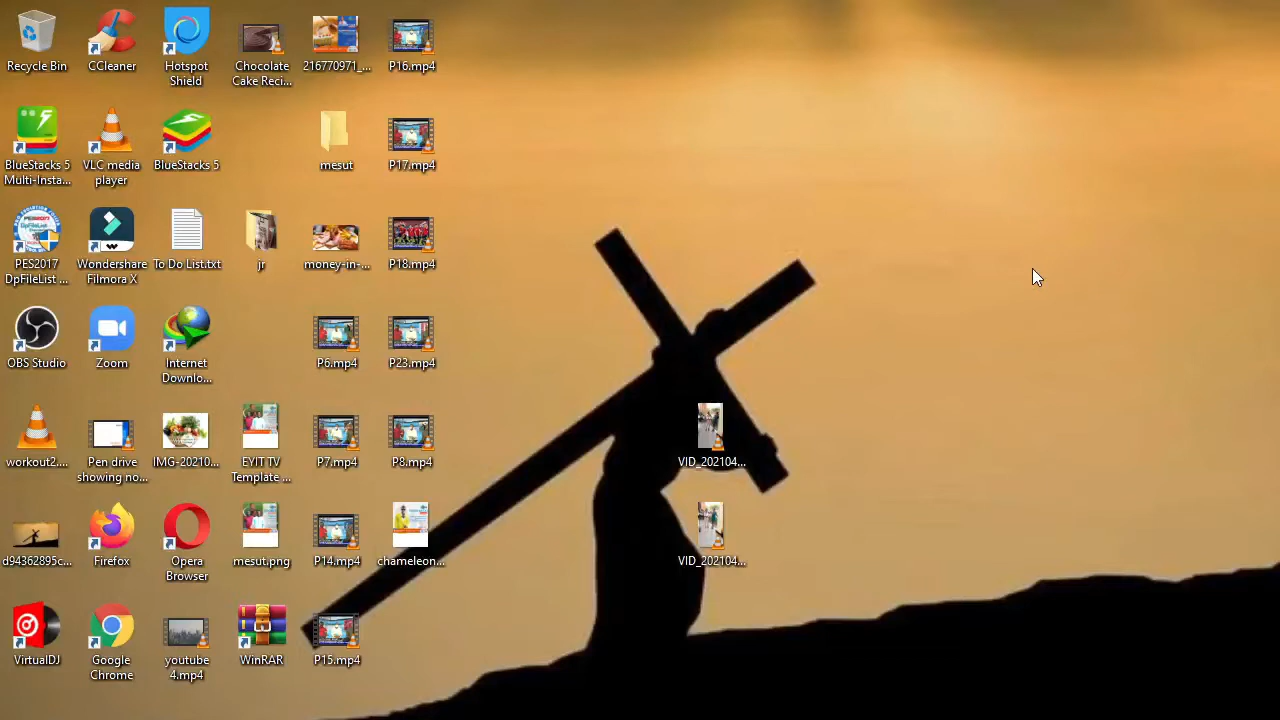 Recycle Bin
CCleaner
Hotspot
Shield
Chocolate
Cake Reci...
216770971_...
P16.mp4
BlueStacks 5
Multi-Insta...
VLC media
player
BlueStacks 5
mesut
P17.mp4
PES2017
DpFileList ...
Wondershare
Filmora X
To Do List.txt
jr
money-in-...
P18.mp4
OBS Studio
Zoom
Internet
Downlo...
P6.mp4
P23.mp4
workout2....
Pen drive
showing no...
IMG-20210...
EYIT TV
Template ...
P7.mp4
P8.mp4
VID_202104...
d94362895c...
Firefox
Opera
Browser
mesut.png
P14.mp4
chameleon...
VID_202104...
VirtualDJ
Google
Chrome
youtube
4.mp4
WinRAR
P15.mp4